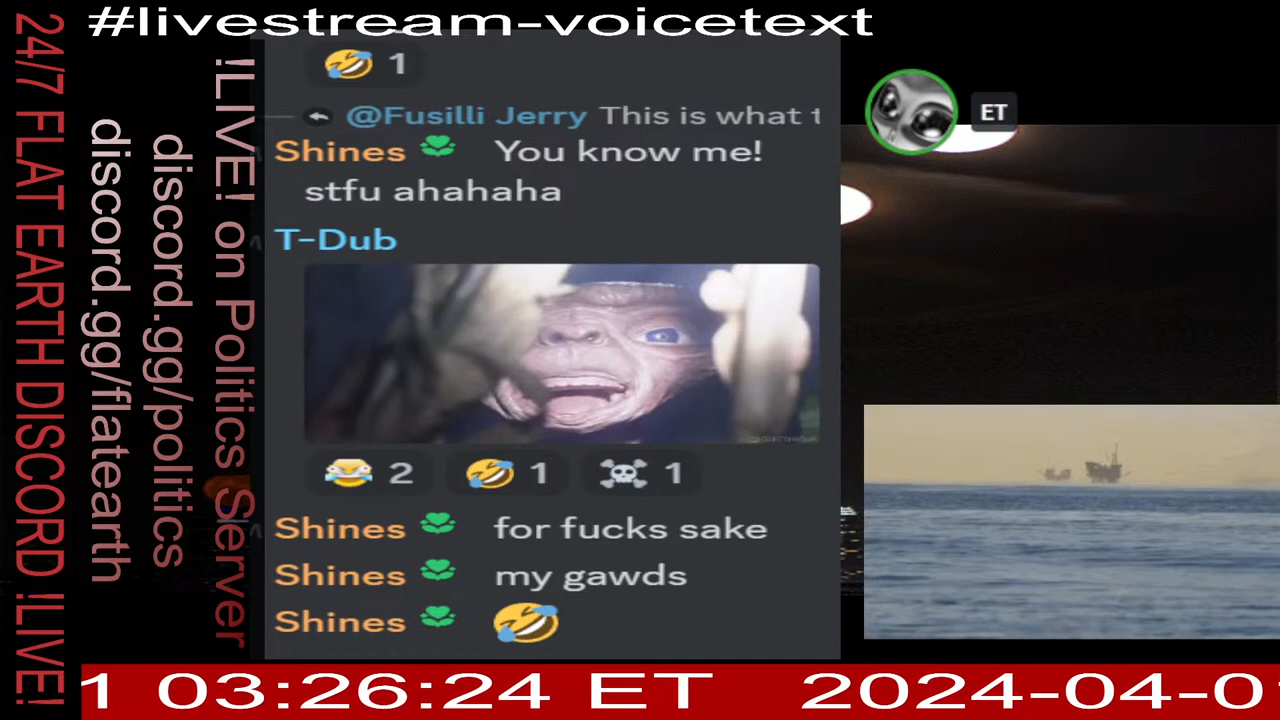 #livestream-voicetext
24/7 FLAT EARTH DISCORD !LIVE!
discord.gg/flatearth
discord.gg/politics
!LIVE! on Politics Server
🤣 1
@Fusilli Jerry This is what t
Shines You know me!
stfu ahahaha
T-Dub
😂 2 🤣 1 ☠ 1
Shines for fucks sake
Shines my gawds
Shines 🤣
ET
1 03:26:24 ET 2024-04-0